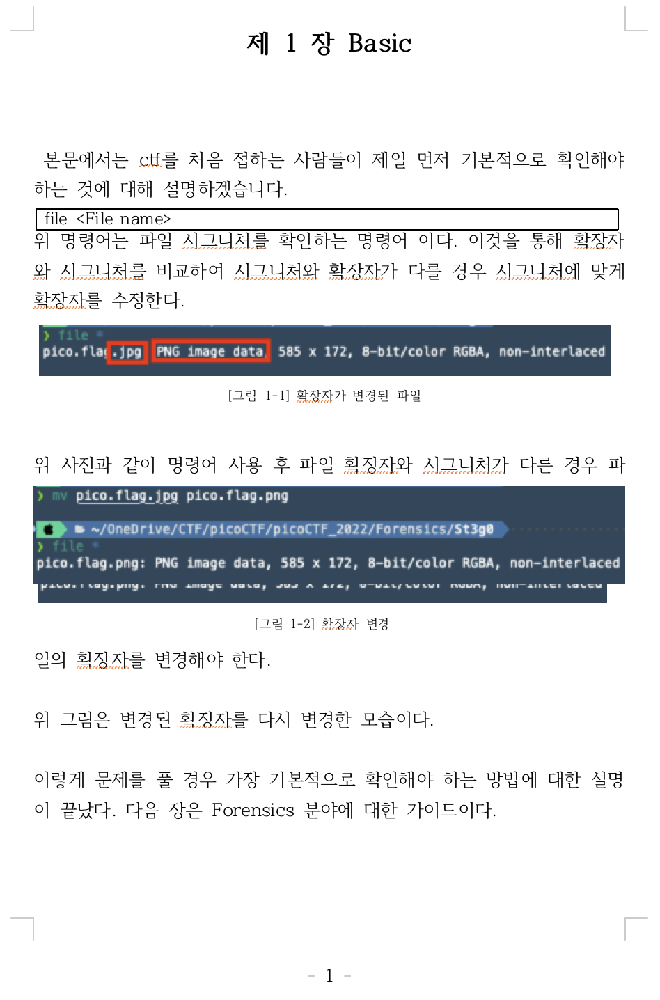 제 1 장 Basic
본문에서는 ctf를 처음 접하는 사람들이 제일 먼저 기본적으로 확인해야
하는 것에 대해 설명하겠습니다.
file <File name>
위 명령어는 파일 시그니처를 확인하는 명령어 이다. 이것을 통해 확장자
와 시그니처를 비교하여 시그니처와 확장자가 다를 경우 시그니처에 맞게
확장자를 수정한다.
❯ file *
pico.flag.jpg PNG image data, 585 x 172, 8-bit/color RGBA, non-interlaced
[그림 1-1] 확장자가 변경된 파일
위 사진과 같이 명령어 사용 후 파일 확장자와 시그니처가 다른 경우 파
❯ mv pico.flag.jpg pico.flag.png
~/OneDrive/CTF/picoCTF/picoCTF_2022/Forensics/St3g0
❯ file *
pico.flag.png: PNG image data, 585 x 172, 8-bit/color RGBA, non-interlaced
pico.flag.png: PNG image data, 585 x 172, 8-bit/color RGBA, non-interlaced
[그림 1-2] 확장자 변경
일의 확장자를 변경해야 한다.
위 그림은 변경된 확장자를 다시 변경한 모습이다.
이렇게 문제를 풀 경우 가장 기본적으로 확인해야 하는 방법에 대한 설명
이 끝났다. 다음 장은 Forensics 분야에 대한 가이드이다.
- 1 -